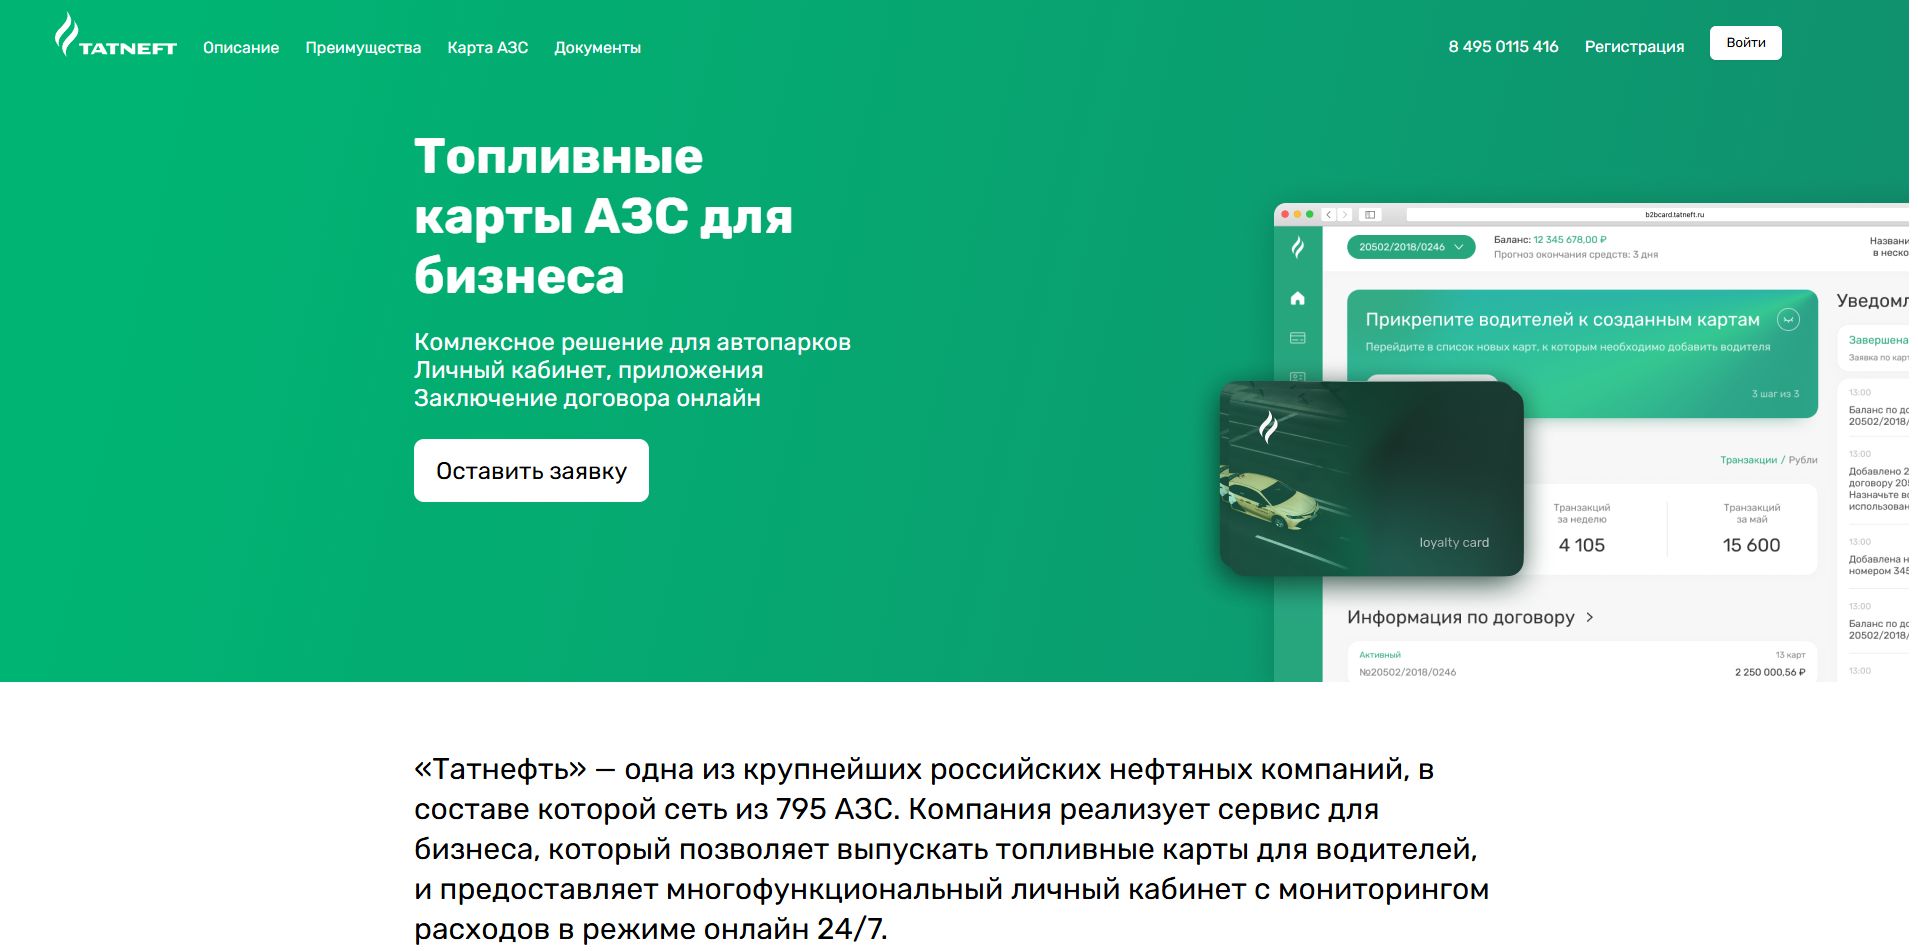 TATNEFT
Описание
Преимущества
Карта АЗС
Документы
8 495 0115 416
Регистрация
Войти
Топливные
карты АЗС для
бизнеса
Комлексное решение для автопарков
Личный кабинет, приложения
Заключение договора онлайн
Оставить заявку
b2bcard.tatneft.ru
20502/2018/0246
Баланс: 12 345 678,00 ₽
Прогноз окончания средств: 3 дня
Названи
в неско
Прикрепите водителей к созданным картам
Перейдите в список новых карт, к которым необходимо добавить водителя
3 шаг из 3
loyalty card
Транзакции / Рубли
Транзакций
за неделю
4 105
Транзакций
за май
15 600
Информация по договору
Активный
13 карт
№20502/2018/0246
2 250 000,56 ₽
Уведомл
Завершена
Заявка по карт
13:00
Баланс по до
20502/2018/
13:00
Добавлено 2
договору 205
Назначьте во
использован
13:00
Добавлена н
номером 345
13:00
Баланс по до
20502/2018/
13:00
«Татнефть» — одна из крупнейших российских нефтяных компаний, в
составе которой сеть из 795 АЗС. Компания реализует сервис для
бизнеса, который позволяет выпускать топливные карты для водителей,
и предоставляет многофункциональный личный кабинет с мониторингом
расходов в режиме онлайн 24/7.